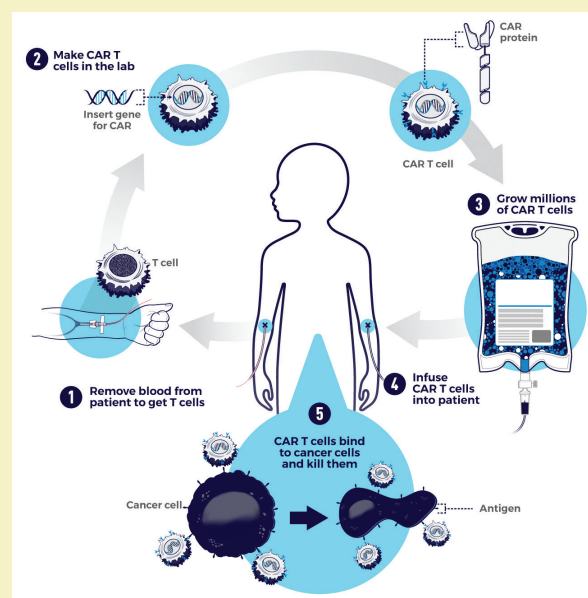 2 Make CAR T
cells in the lab
Insert gene
for CAR
CAR
protein
CAR T cell
3 Grow millions
of CAR T cells
T cell
1 Remove blood from
patient to get T cells
4 Infuse
CAR T cells
into patient
5
CAR T cells bind
to cancer cells
and kill them
Cancer cell
Antigen